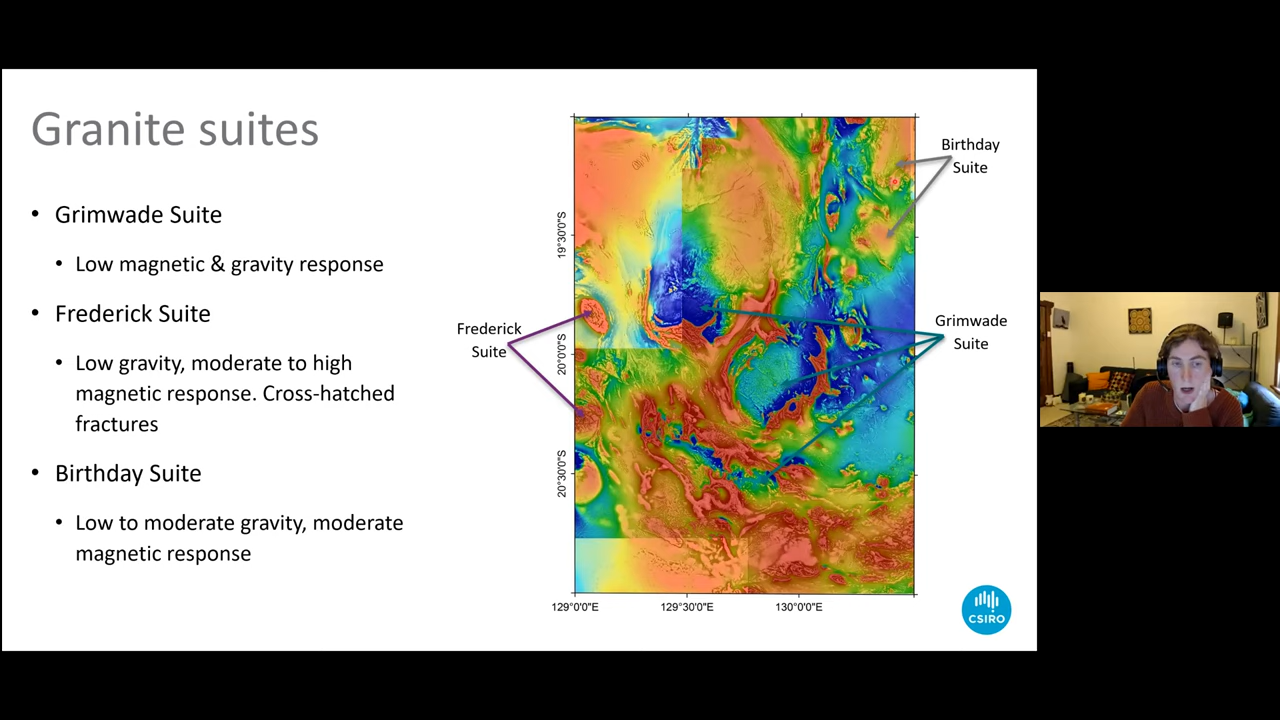 Granite suites
• Grimwade Suite
• Low magnetic & gravity response
• Frederick Suite
• Low gravity, moderate to high
magnetic response. Cross-hatched
fractures
• Birthday Suite
• Low to moderate gravity, moderate
magnetic response
Birthday
Suite
Frederick
Suite
Grimwade
Suite
19°30'0"S
20°0'0"S
20°30'0"S
129°0'0"E
129°30'0"E
130°0'0"E
CSIRO